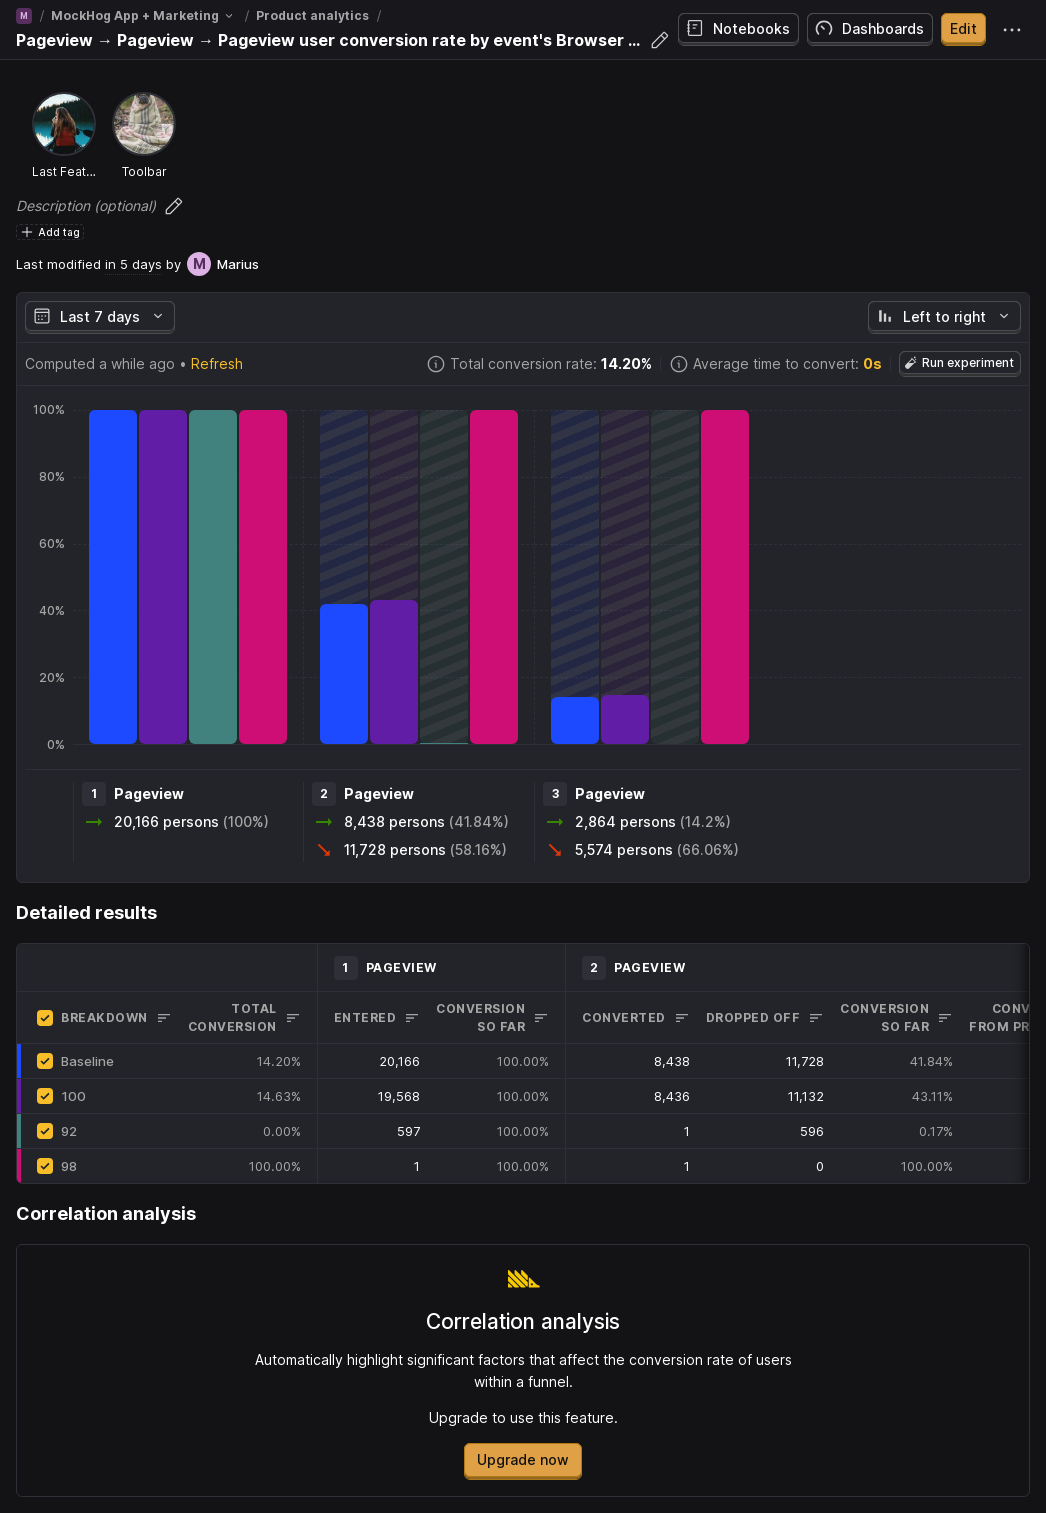 M / MockHog App + Marketing / Product analytics /
Pageview → Pageview → Pageview user conversion rate by event's Browser ...
Notebooks
Dashboards
Edit
Last Feat...
Toolbar
Description (optional)
Add tag
Last modified in 5 days by M Marius
Last 7 days
Left to right
Computed a while ago • Refresh
Total conversion rate: 14.20%
Average time to convert: 0s
Run experiment
100%
80%
60%
40%
20%
0%
1 Pageview
20,166 persons (100%)
2 Pageview
8,438 persons (41.84%)
11,728 persons (58.16%)
3 Pageview
2,864 persons (14.2%)
5,574 persons (66.06%)
Detailed results
1 PAGEVIEW 2 PAGEVIEW
BREAKDOWN TOTAL CONVERSION ENTERED CONVERSION SO FAR CONVERTED DROPPED OFF CONVERSION SO FAR CONV FROM PR
Baseline 14.20% 20,166 100.00% 8,438 11,728 41.84%
100 14.63% 19,568 100.00% 8,436 11,132 43.11%
92 0.00% 597 100.00% 1 596 0.17%
98 100.00% 1 100.00% 1 0 100.00%
Correlation analysis
Correlation analysis
Automatically highlight significant factors that affect the conversion rate of users
within a funnel.
Upgrade to use this feature.
Upgrade now